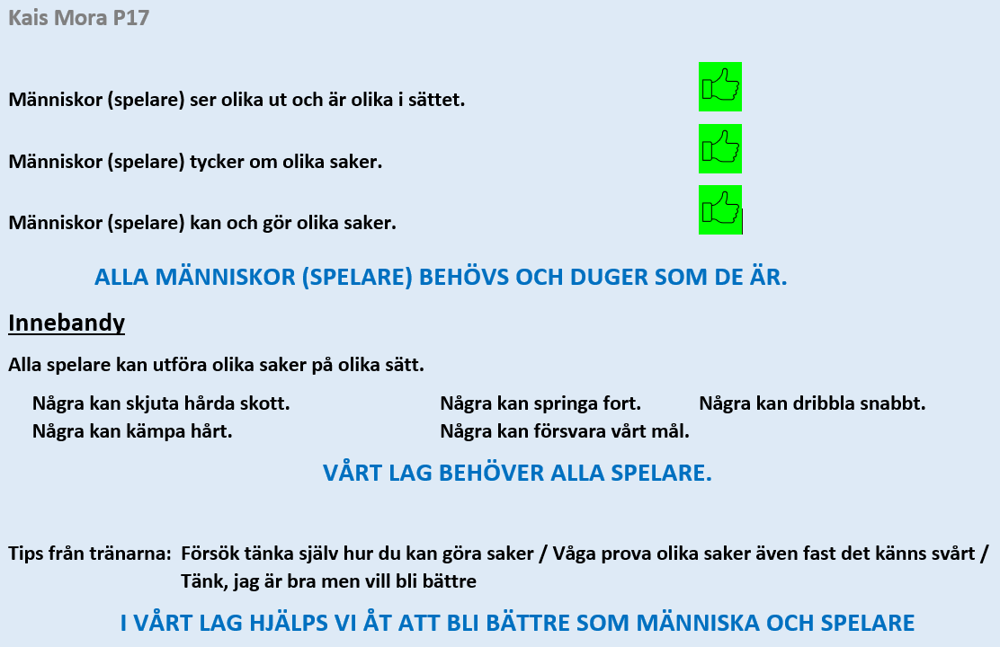 Kais Mora P17
Människor (spelare) ser olika ut och är olika i sättet.
Människor (spelare) tycker om olika saker.
Människor (spelare) kan och gör olika saker.
ALLA MÄNNISKOR (SPELARE) BEHÖVS OCH DUGER SOM DE ÄR.
Innebandy
Alla spelare kan utföra olika saker på olika sätt.
Några kan skjuta hårda skott. Några kan springa fort. Några kan dribbla snabbt.
Några kan kämpa hårt. Några kan försvara vårt mål.
VÅRT LAG BEHÖVER ALLA SPELARE.
Tips från tränarna: Försök tänka själv hur du kan göra saker / Våga prova olika saker även fast det känns svårt /
Tänk, jag är bra men vill bli bättre
I VÅRT LAG HJÄLPS VI ÅT ATT BLI BÄTTRE SOM MÄNNISKA OCH SPELARE